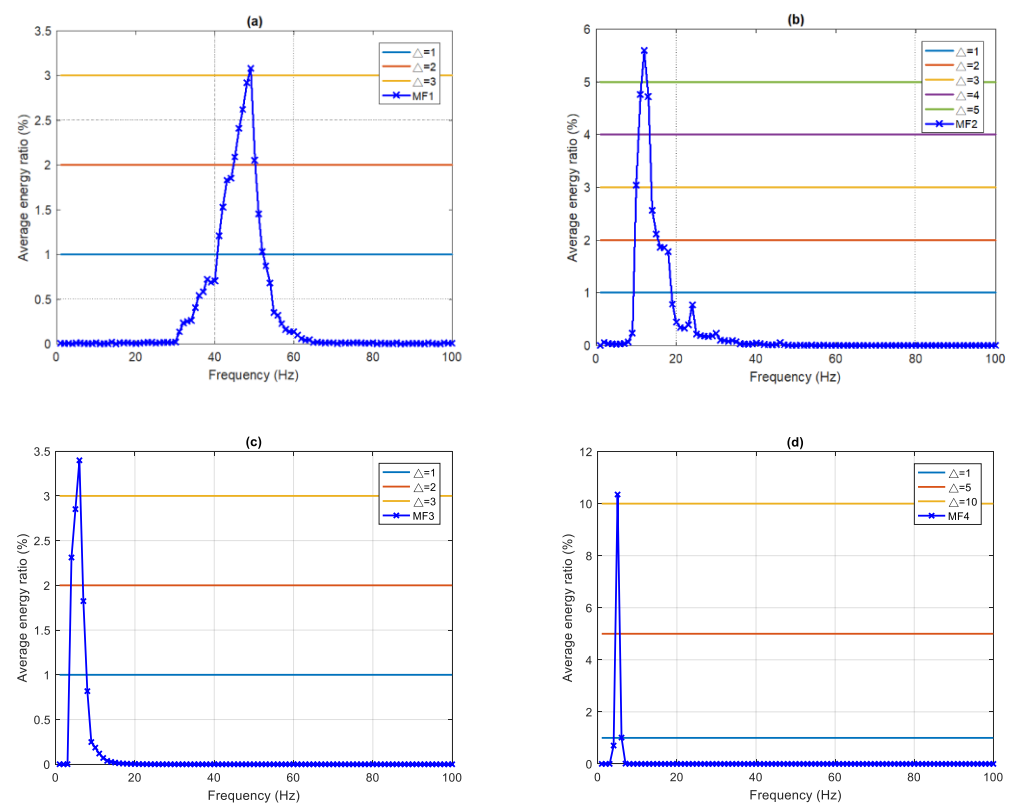 (a)
3.5
3
2.5
2
1.5
1
0.5
0
0 20 40 60 80 100
Average energy ratio (%)
Frequency (Hz)
△=1
△=2
△=3
MF1
(b)
6
5
4
3
2
1
0
0 20 40 60 80 100
Average energy ratio (%)
Frequency (Hz)
△=1
△=2
△=3
△=4
△=5
MF2
(c)
3.5
3
2.5
2
1.5
1
0.5
0
0 20 40 60 80 100
Average energy ratio (%)
Frequency (Hz)
△=1
△=2
△=3
MF3
(d)
12
10
8
6
4
2
0
0 20 40 60 80 100
Average energy ratio (%)
Frequency (Hz)
△=1
△=5
△=10
MF4